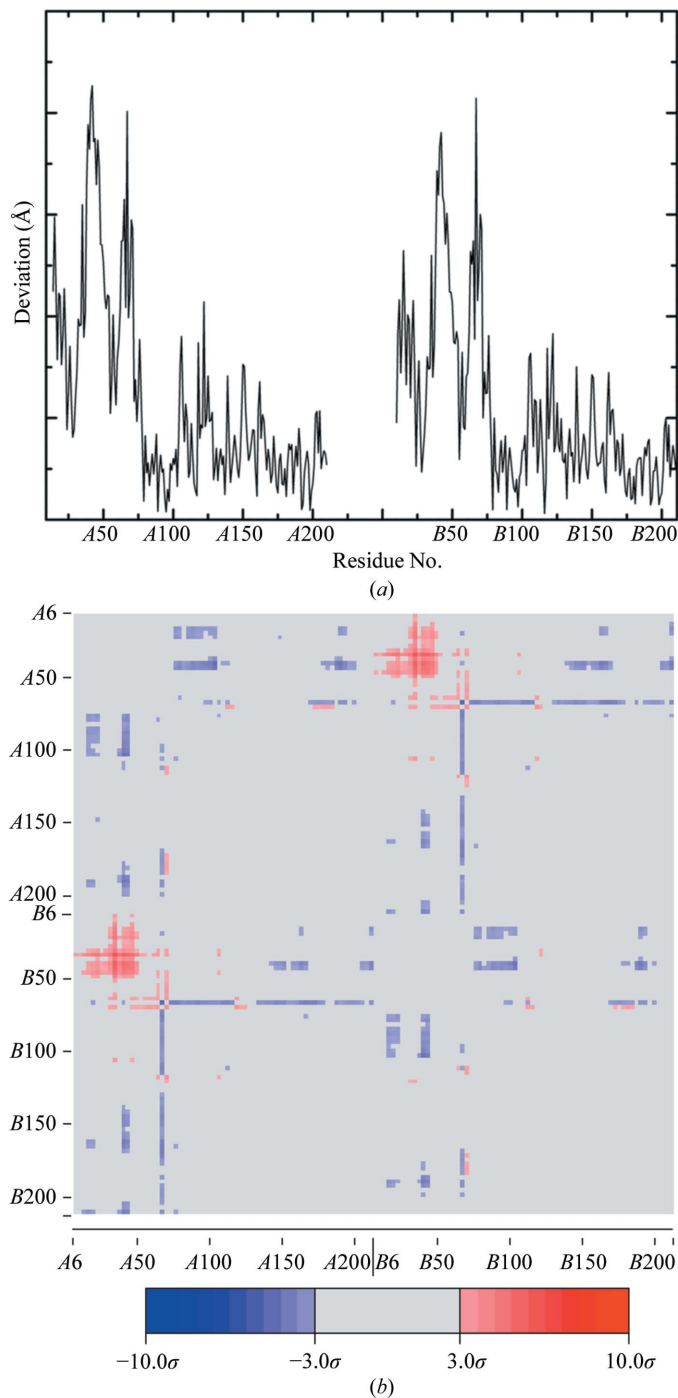 Deviation (Å)
A50 A100 A150 A200 B50 B100 B150 B200
Residue No.
(a)
A6
A50
A100
A150
A200
B6
B50
B100
B150
B200
A6 A50 A100 A150 A200 B6 B50 B100 B150 B200
−10.0σ −3.0σ 3.0σ 10.0σ
(b)